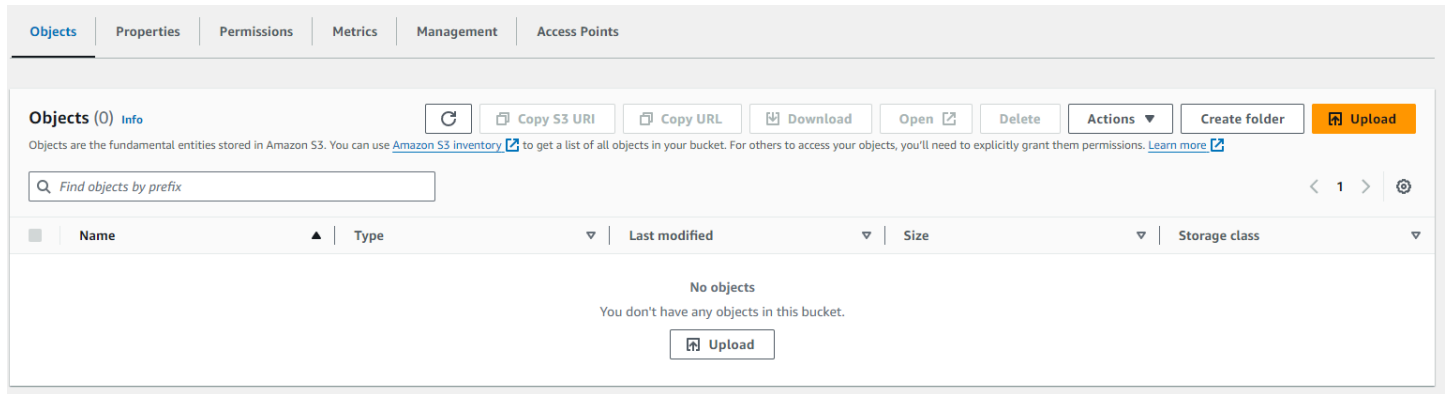 Objects Properties Permissions Metrics Management Access Points
Objects (0) Info Copy S3 URI Copy URL Download Open Delete Actions Create folder Upload
Objects are the fundamental entities stored in Amazon S3. You can use Amazon S3 inventory to get a list of all objects in your bucket. For others to access your objects, you'll need to explicitly grant them permissions. Learn more
Find objects by prefix 1
Name Type Last modified Size Storage class
No objects
You don't have any objects in this bucket.
Upload